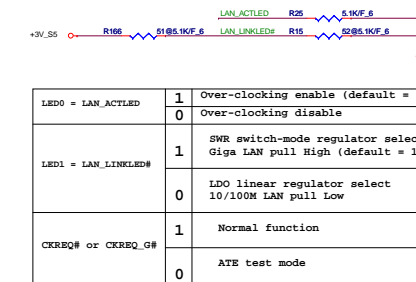 LAN_ACTLED R25 5.1K/F_6
+3V_S5 R166 51@5.1K/F_6 LAN_LINKLED# R15 52@5.1K/F_6
LED0 = LAN_ACTLED
1 Over-clocking enable (default =
0 Over-clocking disable
LED1 = LAN_LINKLED#
1 SWR switch-mode regulator selec
Giga LAN pull High (default = 1
0 LDO linear regulator select
10/100M LAN pull Low
CKREQ# or CKREQ_G#
1 Normal function
0 ATE test mode